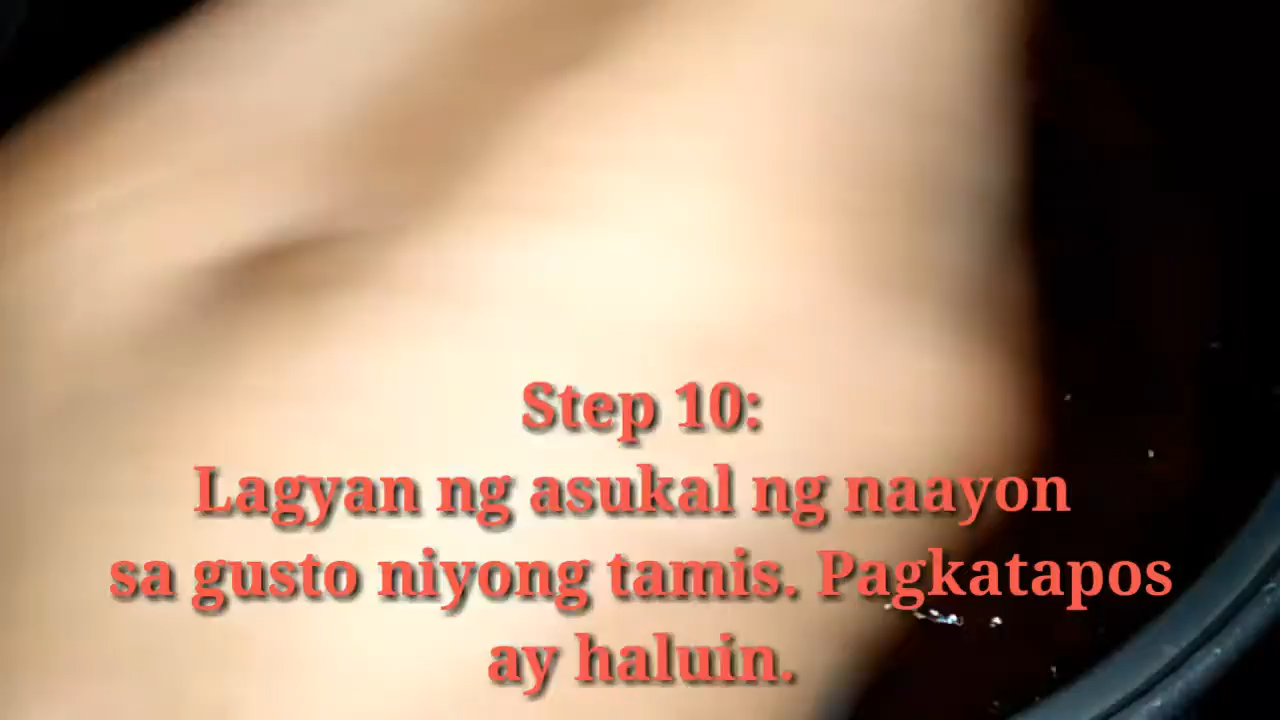 Step 10:
Lagyan ng asukal ng naayon
sa gusto niyong tamis. Pagkatapos
ay haluin.